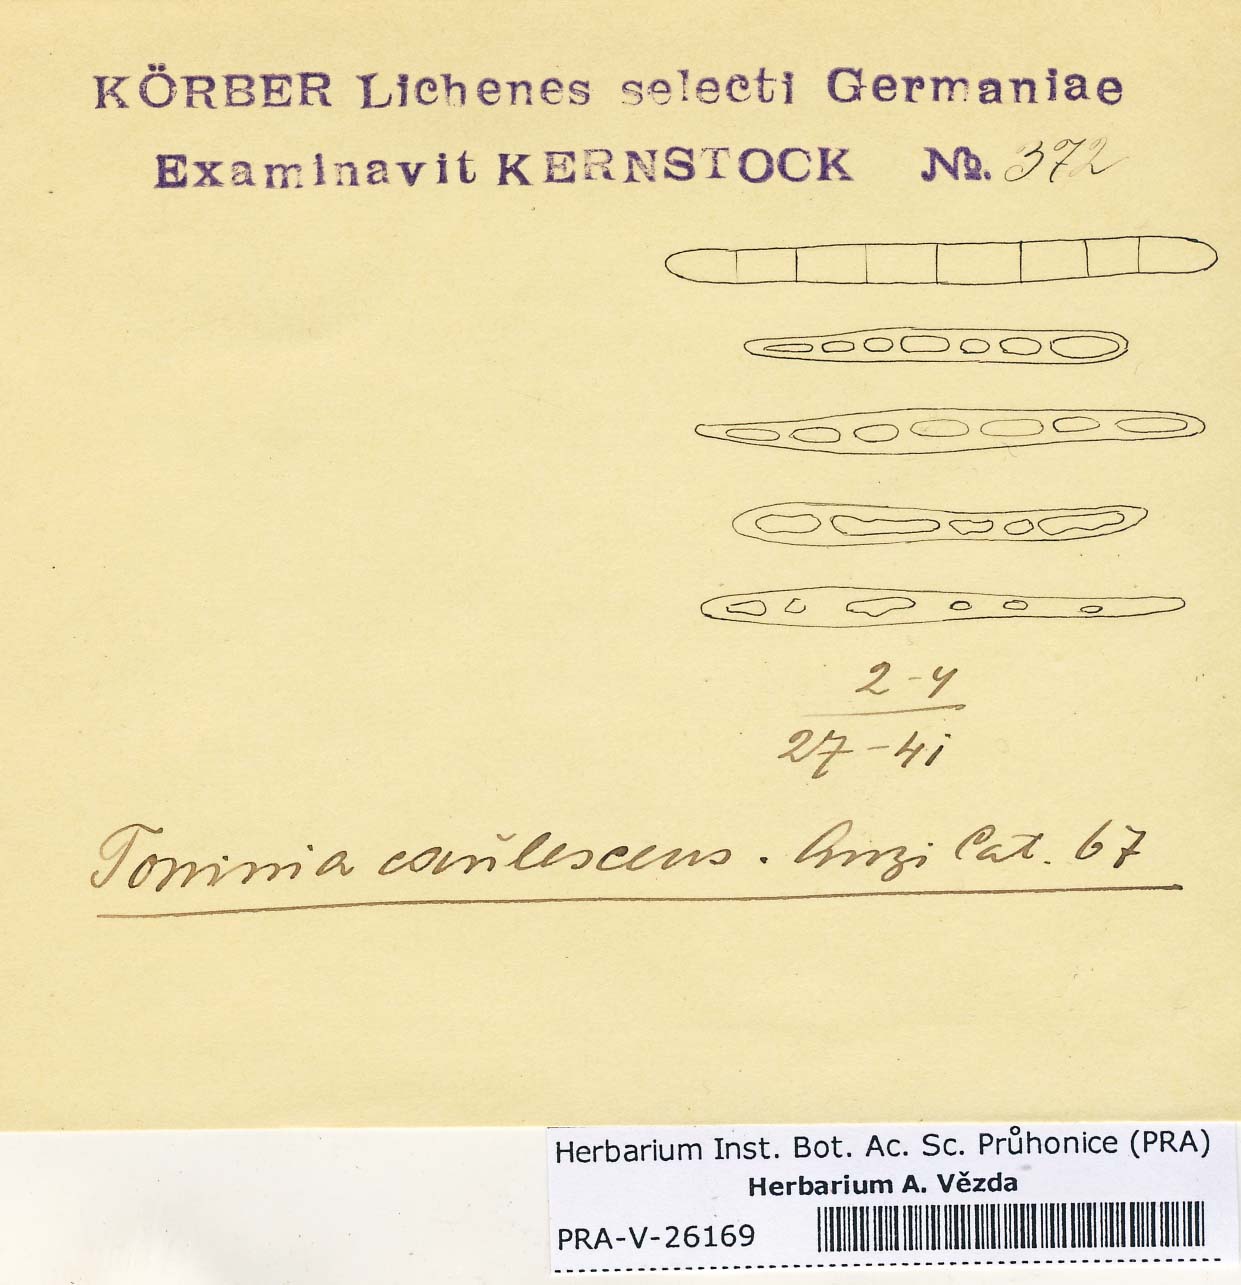 KÖRBER Lichenes selecti Germaniae
Examinavit KERNSTOCK No. 372
2-4
27-41
Toninia cœrŭlescens. Anzi Cat. 67
Herbarium Inst. Bot. Ac. Sc. Průhonice (PRA)
Herbarium A. Vězda
PRA-V-26169